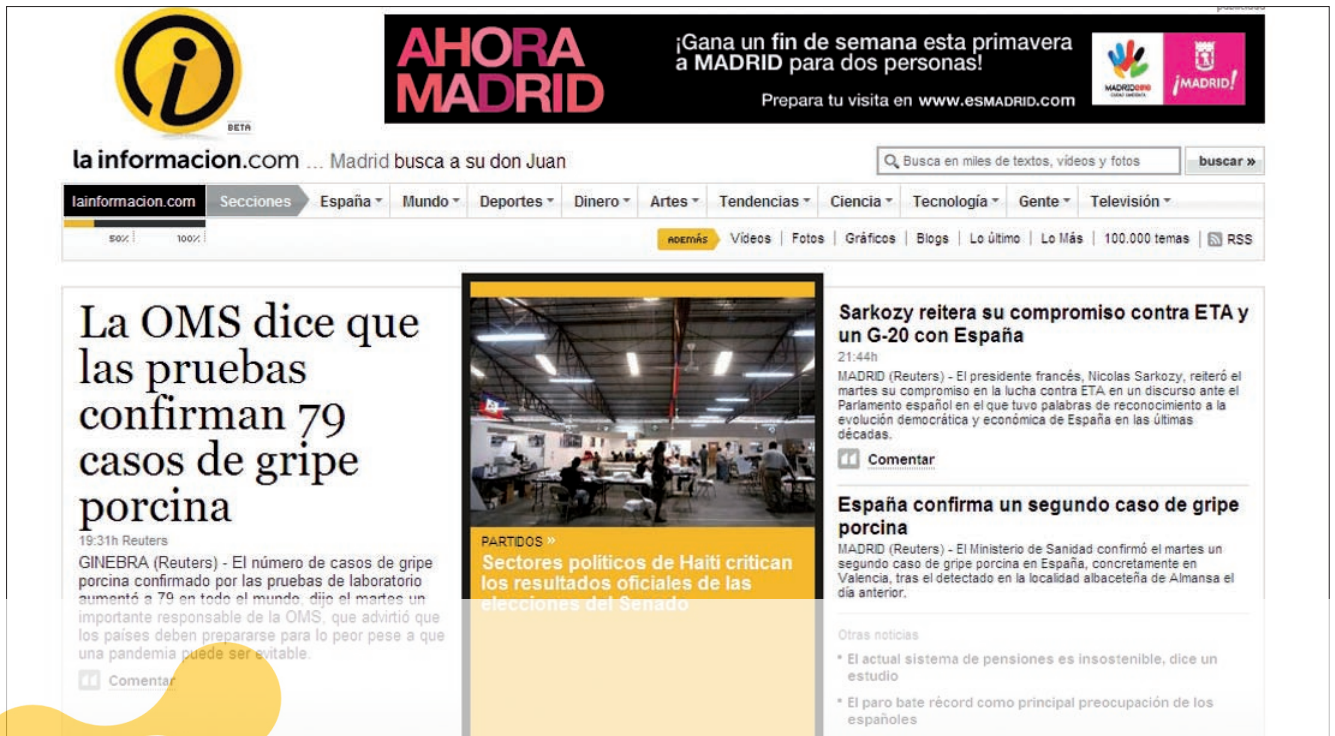 publicidad
AHORA
MADRID
¡Gana un fin de semana esta primavera
a MADRID para dos personas!
Prepara tu visita en www.esMADRID.com
MADRID2016
¡MADRID!
BETA
lainformacion.com ... Madrid busca a su don Juan
Busca en miles de textos, vídeos y fotos
buscar »
lainformacion.com Secciones España Mundo Deportes Dinero Artes Tendencias Ciencia Tecnología Gente Televisión
50% 100%
ADEMÁS Vídeos | Fotos | Gráficos | Blogs | Lo último | Lo Más | 100.000 temas | RSS
La OMS dice que
las pruebas
confirman 79
casos de gripe
porcina
19:31h Reuters
GINEBRA (Reuters) - El número de casos de gripe
porcina confirmado por las pruebas de laboratorio
aumentó a 79 en todo el mundo, dijo el martes un
importante responsable de la OMS, que advirtió que
los países deben prepararse para lo peor pese a que
una pandemia puede ser evitable.
Comentar
PARTIDOS »
Sectores políticos de Haiti critican
los resultados oficiales de las
elecciones del Senado
Sarkozy reitera su compromiso contra ETA y
un G-20 con España
21:44h
MADRID (Reuters) - El presidente francés, Nicolas Sarkozy, reiteró el
martes su compromiso en la lucha contra ETA en un discurso ante el
Parlamento español en el que tuvo palabras de reconocimiento a la
evolución democrática y económica de España en las últimas
décadas.
Comentar
España confirma un segundo caso de gripe
porcina
MADRID (Reuters) - El Ministerio de Sanidad confirmó el martes un
segundo caso de gripe porcina en España, concretamente en
Valencia, tras el detectado en la localidad albaceteña de Almansa el
día anterior.
Otras noticias
El actual sistema de pensiones es insostenible, dice un
estudio
El paro bate récord como principal preocupación de los
españoles